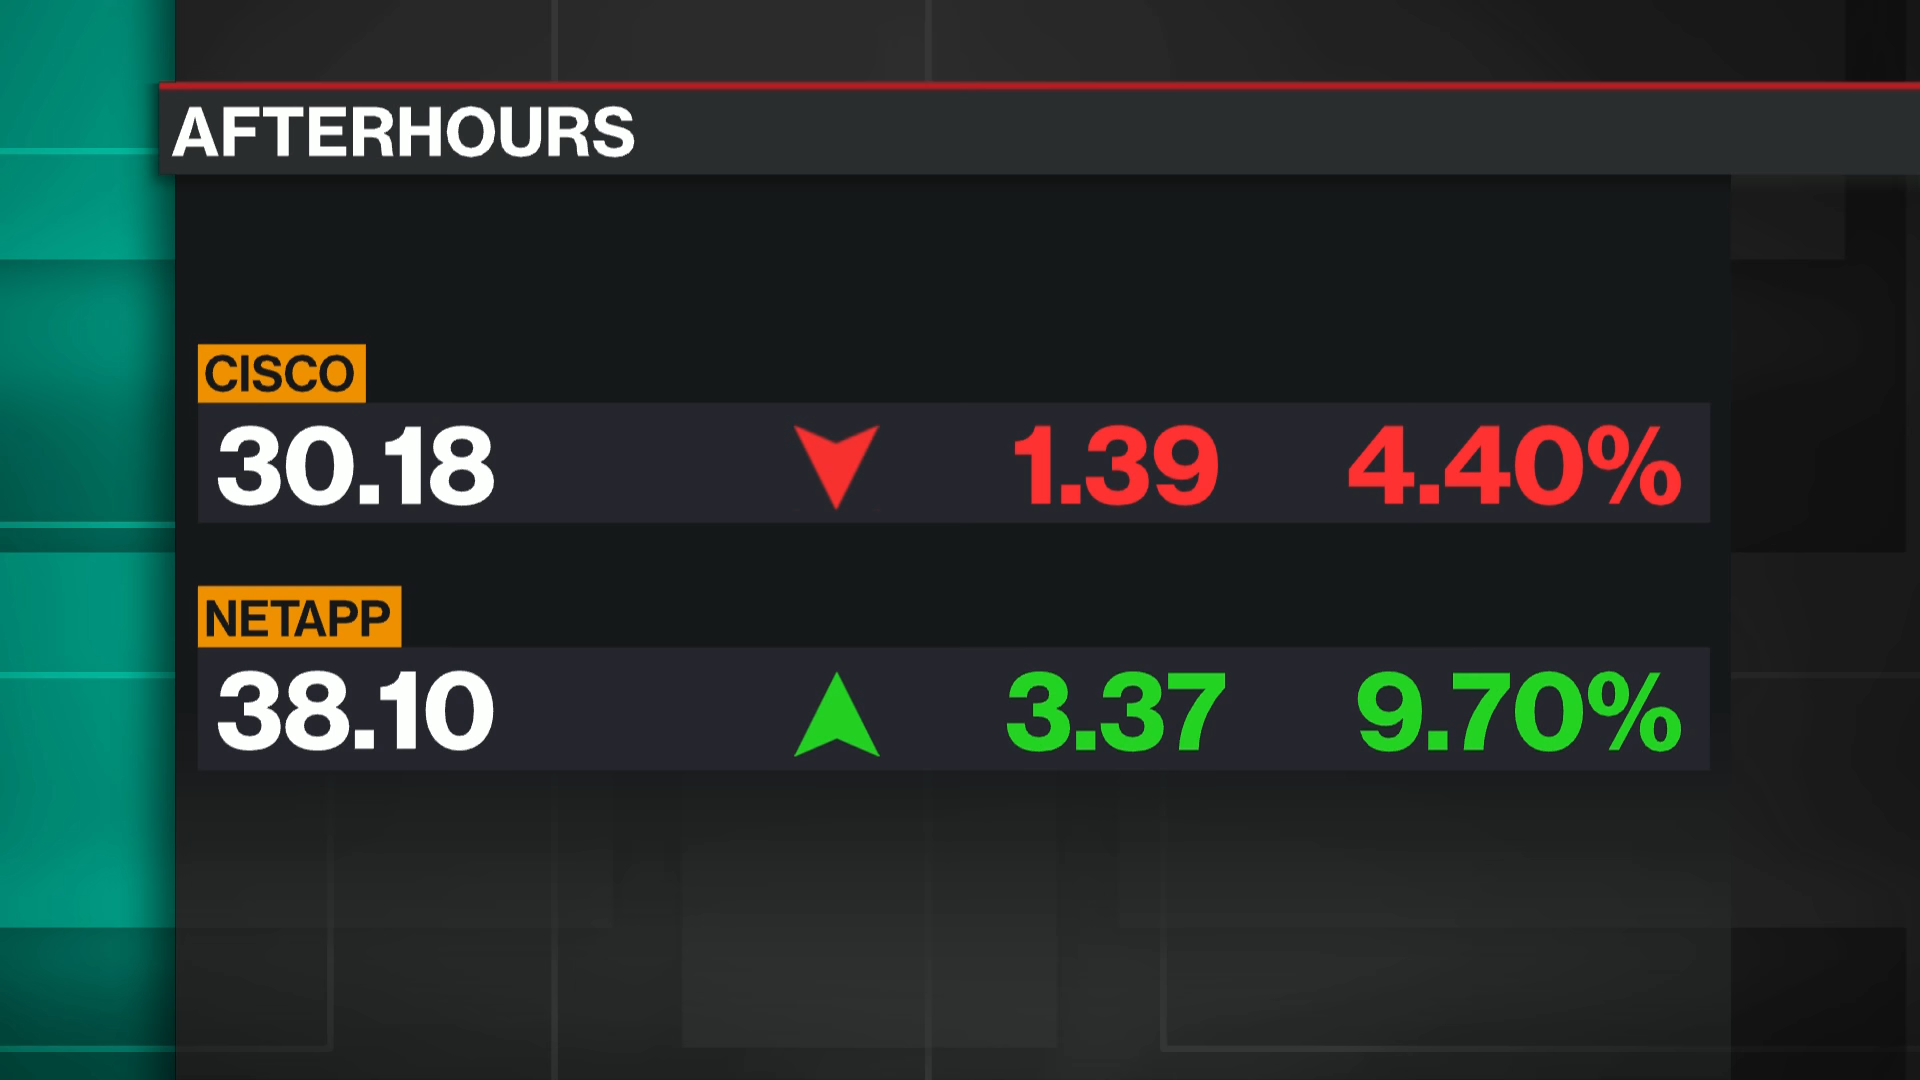 AFTERHOURS
CISCO
30.18 1.39 4.40%
NETAPP
38.10 3.37 9.70%